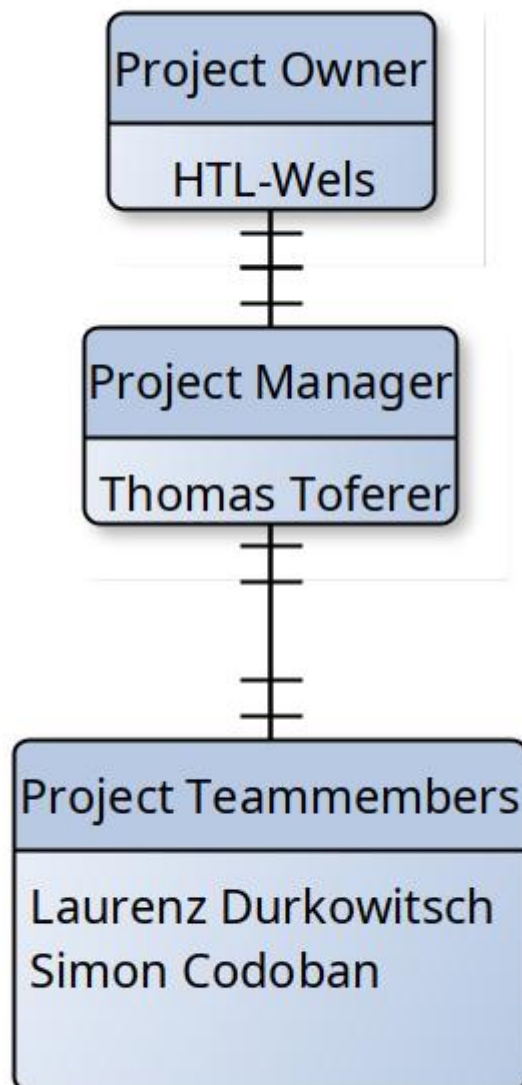 Project Owner
HTL-Wels
Project Manager
Thomas Toferer
Project Teammembers
Laurenz Durkowitsch
Simon Codoban